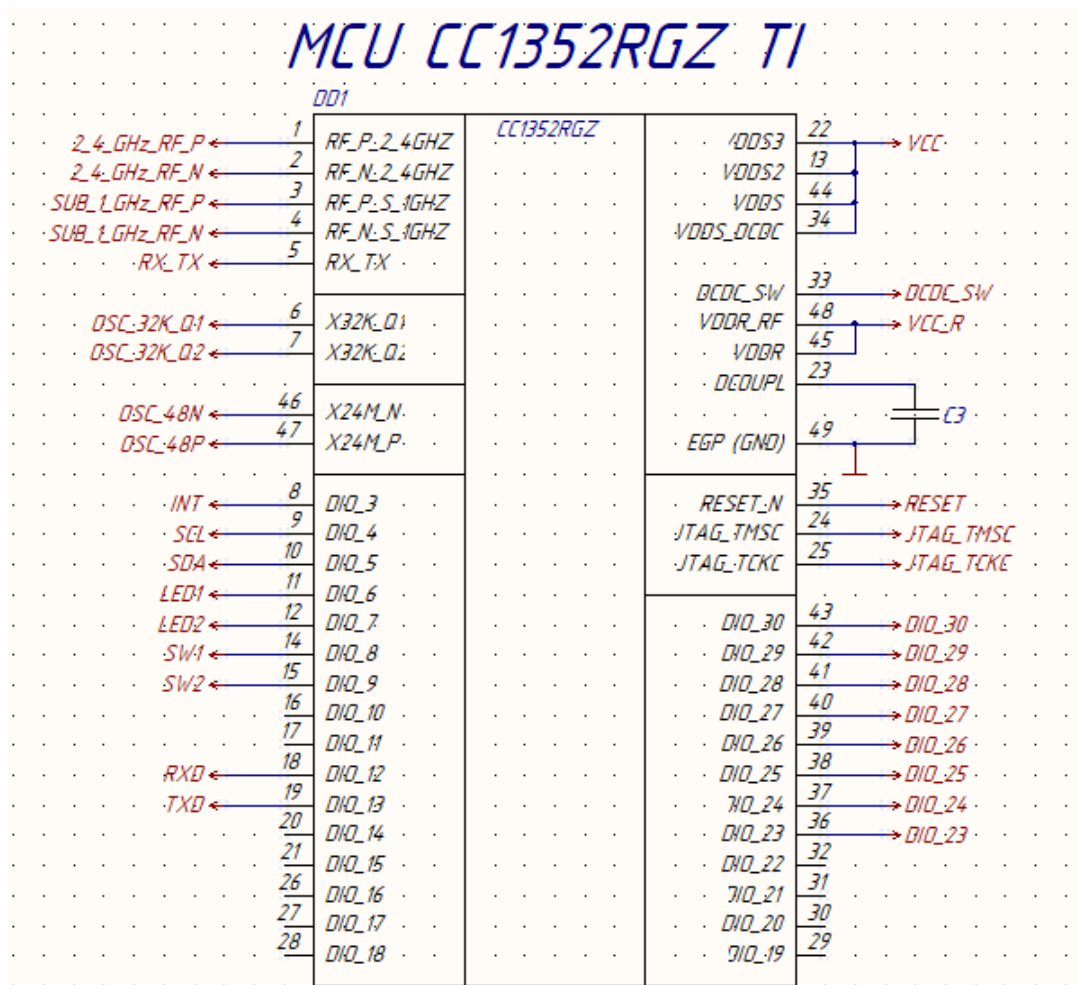 MCU CC1352RGZ TI
DD1
CC1352RGZ
2_4_GHz_RF_P 1 RF_P_2_4GHZ
2_4_GHz_RF_N 2 RF_N_2_4GHZ
SUB_1_GHz_RF_P 3 RF_P_S_1GHZ
SUB_1_GHz_RF_N 4 RF_N_S_1GHZ
RX_TX 5 RX_TX
OSC_32K_Q1 6 X32K_Q1
OSC_32K_Q2 7 X32K_Q2
OSC_48N 46 X24M_N
OSC_48P 47 X24M_P
INT 8 DIO_3
SCL 9 DIO_4
SDA 10 DIO_5
LED1 11 DIO_6
LED2 12 DIO_7
SW1 14 DIO_8
SW2 15 DIO_9
16 DIO_10
17 DIO_11
RXD 18 DIO_12
TXD 19 DIO_13
20 DIO_14
21 DIO_15
26 DIO_16
27 DIO_17
28 DIO_18
VDDS3 22 VCC
VDDS2 13
VDDS 44
VDDS_DCDC 34
DCDC_SW 33 DCDC_SW
VDDR_RF 48 VCC_R
VDDR 45
DCOUPL 23
C3
EGP (GND) 49
RESET_N 35 RESET
JTAG_TMSC 24 JTAG_TMSC
JTAG_TCKC 25 JTAG_TCKC
DIO_30 43 DIO_30
DIO_29 42 DIO_29
DIO_28 41 DIO_28
DIO_27 40 DIO_27
DIO_26 39 DIO_26
DIO_25 38 DIO_25
DIO_24 37 DIO_24
DIO_23 36 DIO_23
DIO_22 32
DIO_21 31
DIO_20 30
DIO_19 29